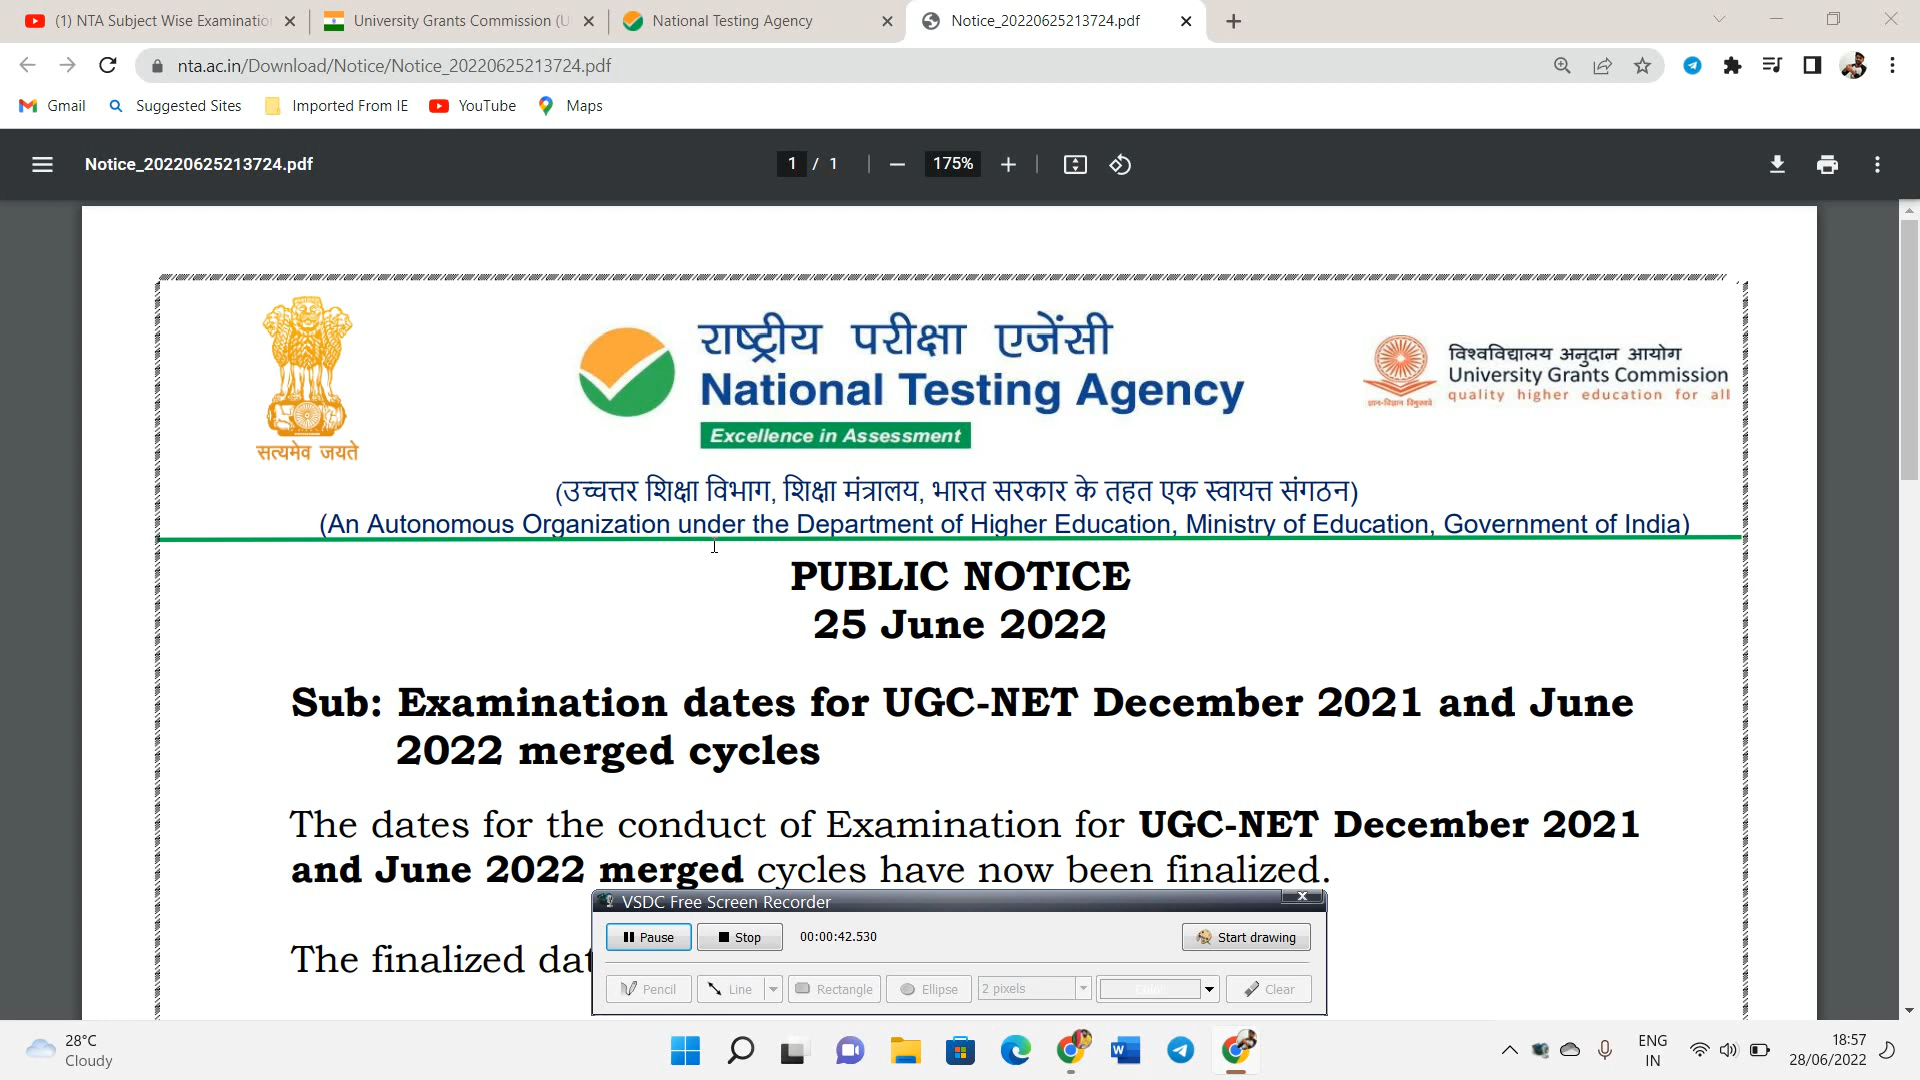 (1) NTA Subject Wise Examination
University Grants Commission (U
National Testing Agency
Notice_20220625213724.pdf
nta.ac.in/Download/Notice/Notice_20220625213724.pdf
Gmail
Suggested Sites
Imported From IE
YouTube
Maps
Notice_20220625213724.pdf
1 / 1
175%
सत्यमेव जयते
राष्ट्रीय परीक्षा एजेंसी
National Testing Agency
Excellence in Assessment
विश्वविद्यालय अनुदान आयोग
University Grants Commission
quality higher education for all
ज्ञान-विज्ञान विमुक्तये
(उच्चत्तर शिक्षा विभाग, शिक्षा मंत्रालय, भारत सरकार के तहत एक स्वायत्त संगठन)
(An Autonomous Organization under the Department of Higher Education, Ministry of Education, Government of India)
PUBLIC NOTICE
25 June 2022
Sub: Examination dates for UGC-NET December 2021 and June
2022 merged cycles
The dates for the conduct of Examination for UGC-NET December 2021
and June 2022 merged cycles have now been finalized.
The finalized dat
VSDC Free Screen Recorder
Pause
Stop
00:00:42.530
Start drawing
Pencil
Line
Rectangle
Ellipse
2 pixels
Color
Clear
28°C
Cloudy
ENG
IN
18:57
28/06/2022